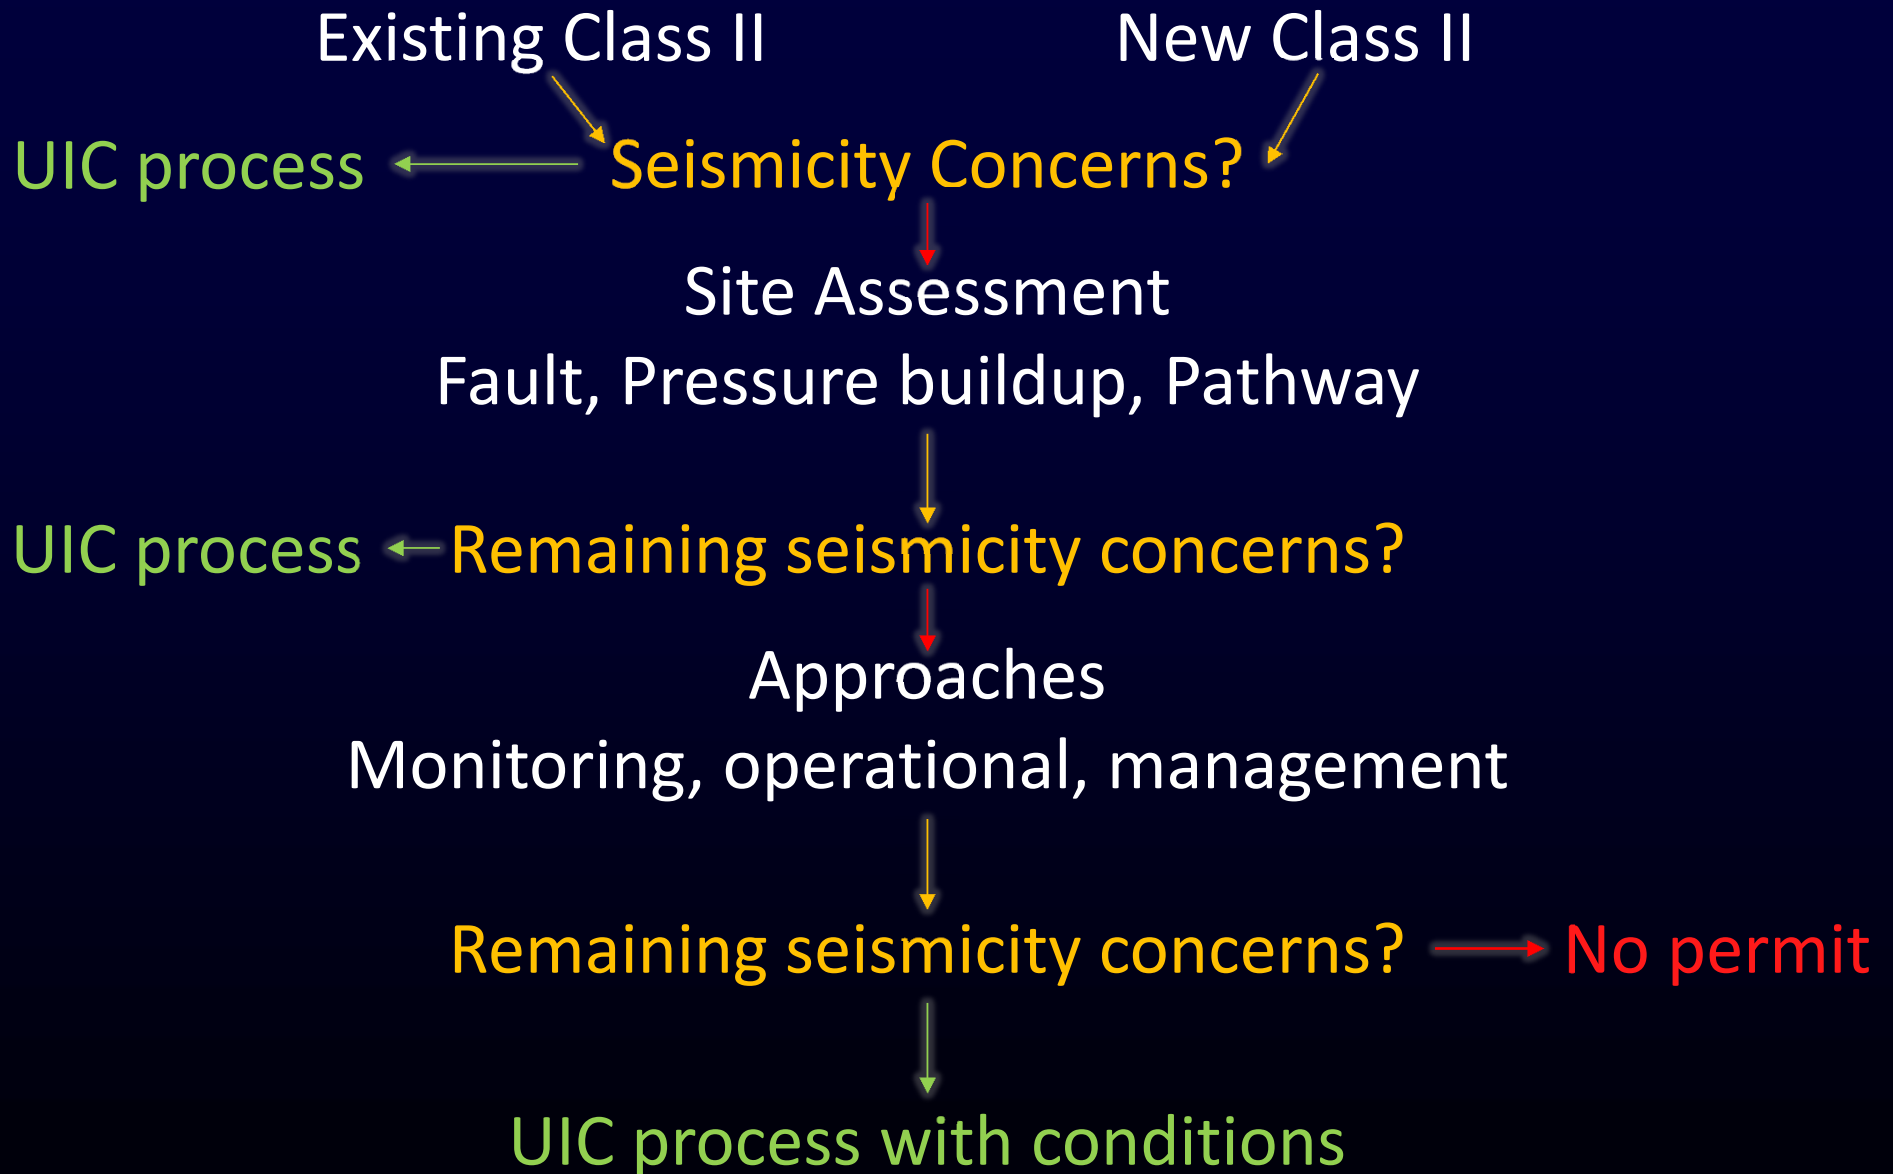 Existing Class II
New Class II
UIC process
Seismicity Concerns?
Site Assessment
Fault, Pressure buildup, Pathway
UIC process
Remaining seismicity concerns?
Approaches
Monitoring, operational, management
Remaining seismicity concerns?
No permit
UIC process with conditions